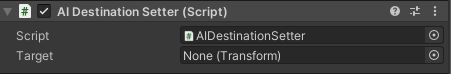 AI Destination Setter (Script)
Script AIDestinationSetter
Target None (Transform)